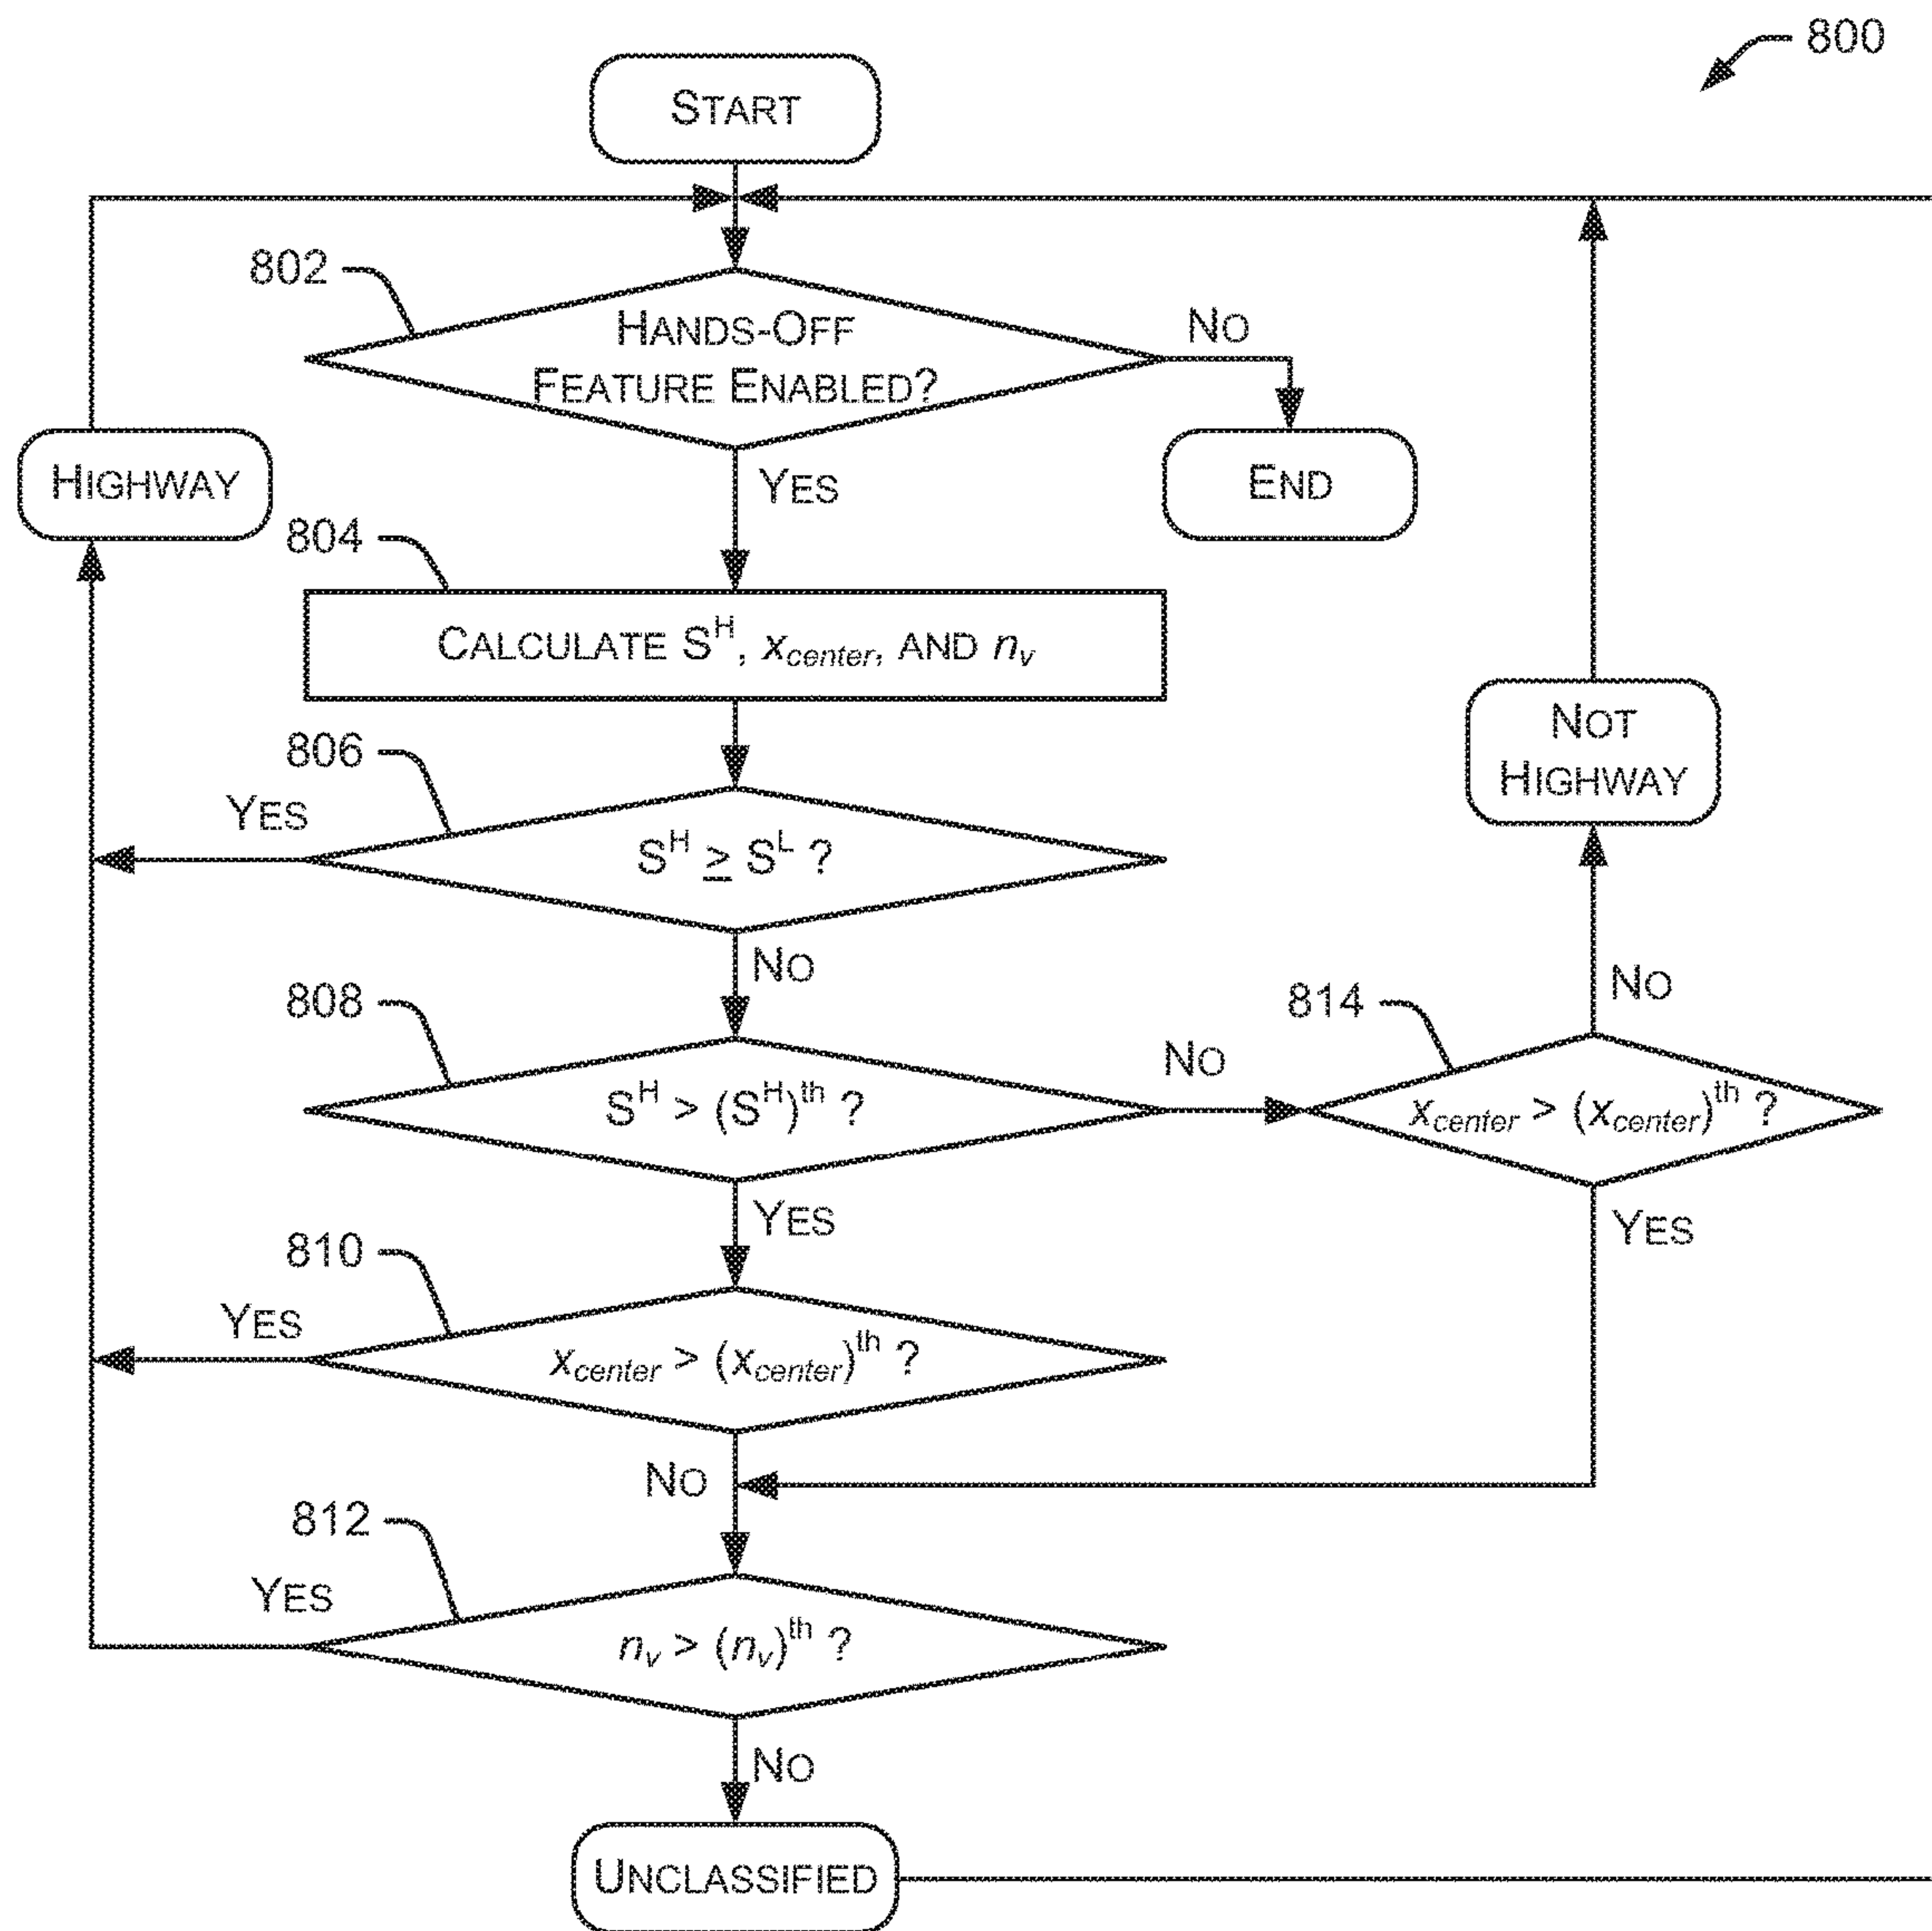 800
START
802
HANDS-OFF
FEATURE ENABLED?
NO
HIGHWAY
YES
END
804
CALCULATE S^H, x_center, AND n_v
NOT
HIGHWAY
806
YES
S^H ≥ S^L ?
NO
808
NO
814
NO
S^H > (S^H)^th ?
x_center > (x_center)^th ?
YES
YES
810
YES
x_center > (x_center)^th ?
NO
812
YES
n_v > (n_v)^th ?
NO
UNCLASSIFIED